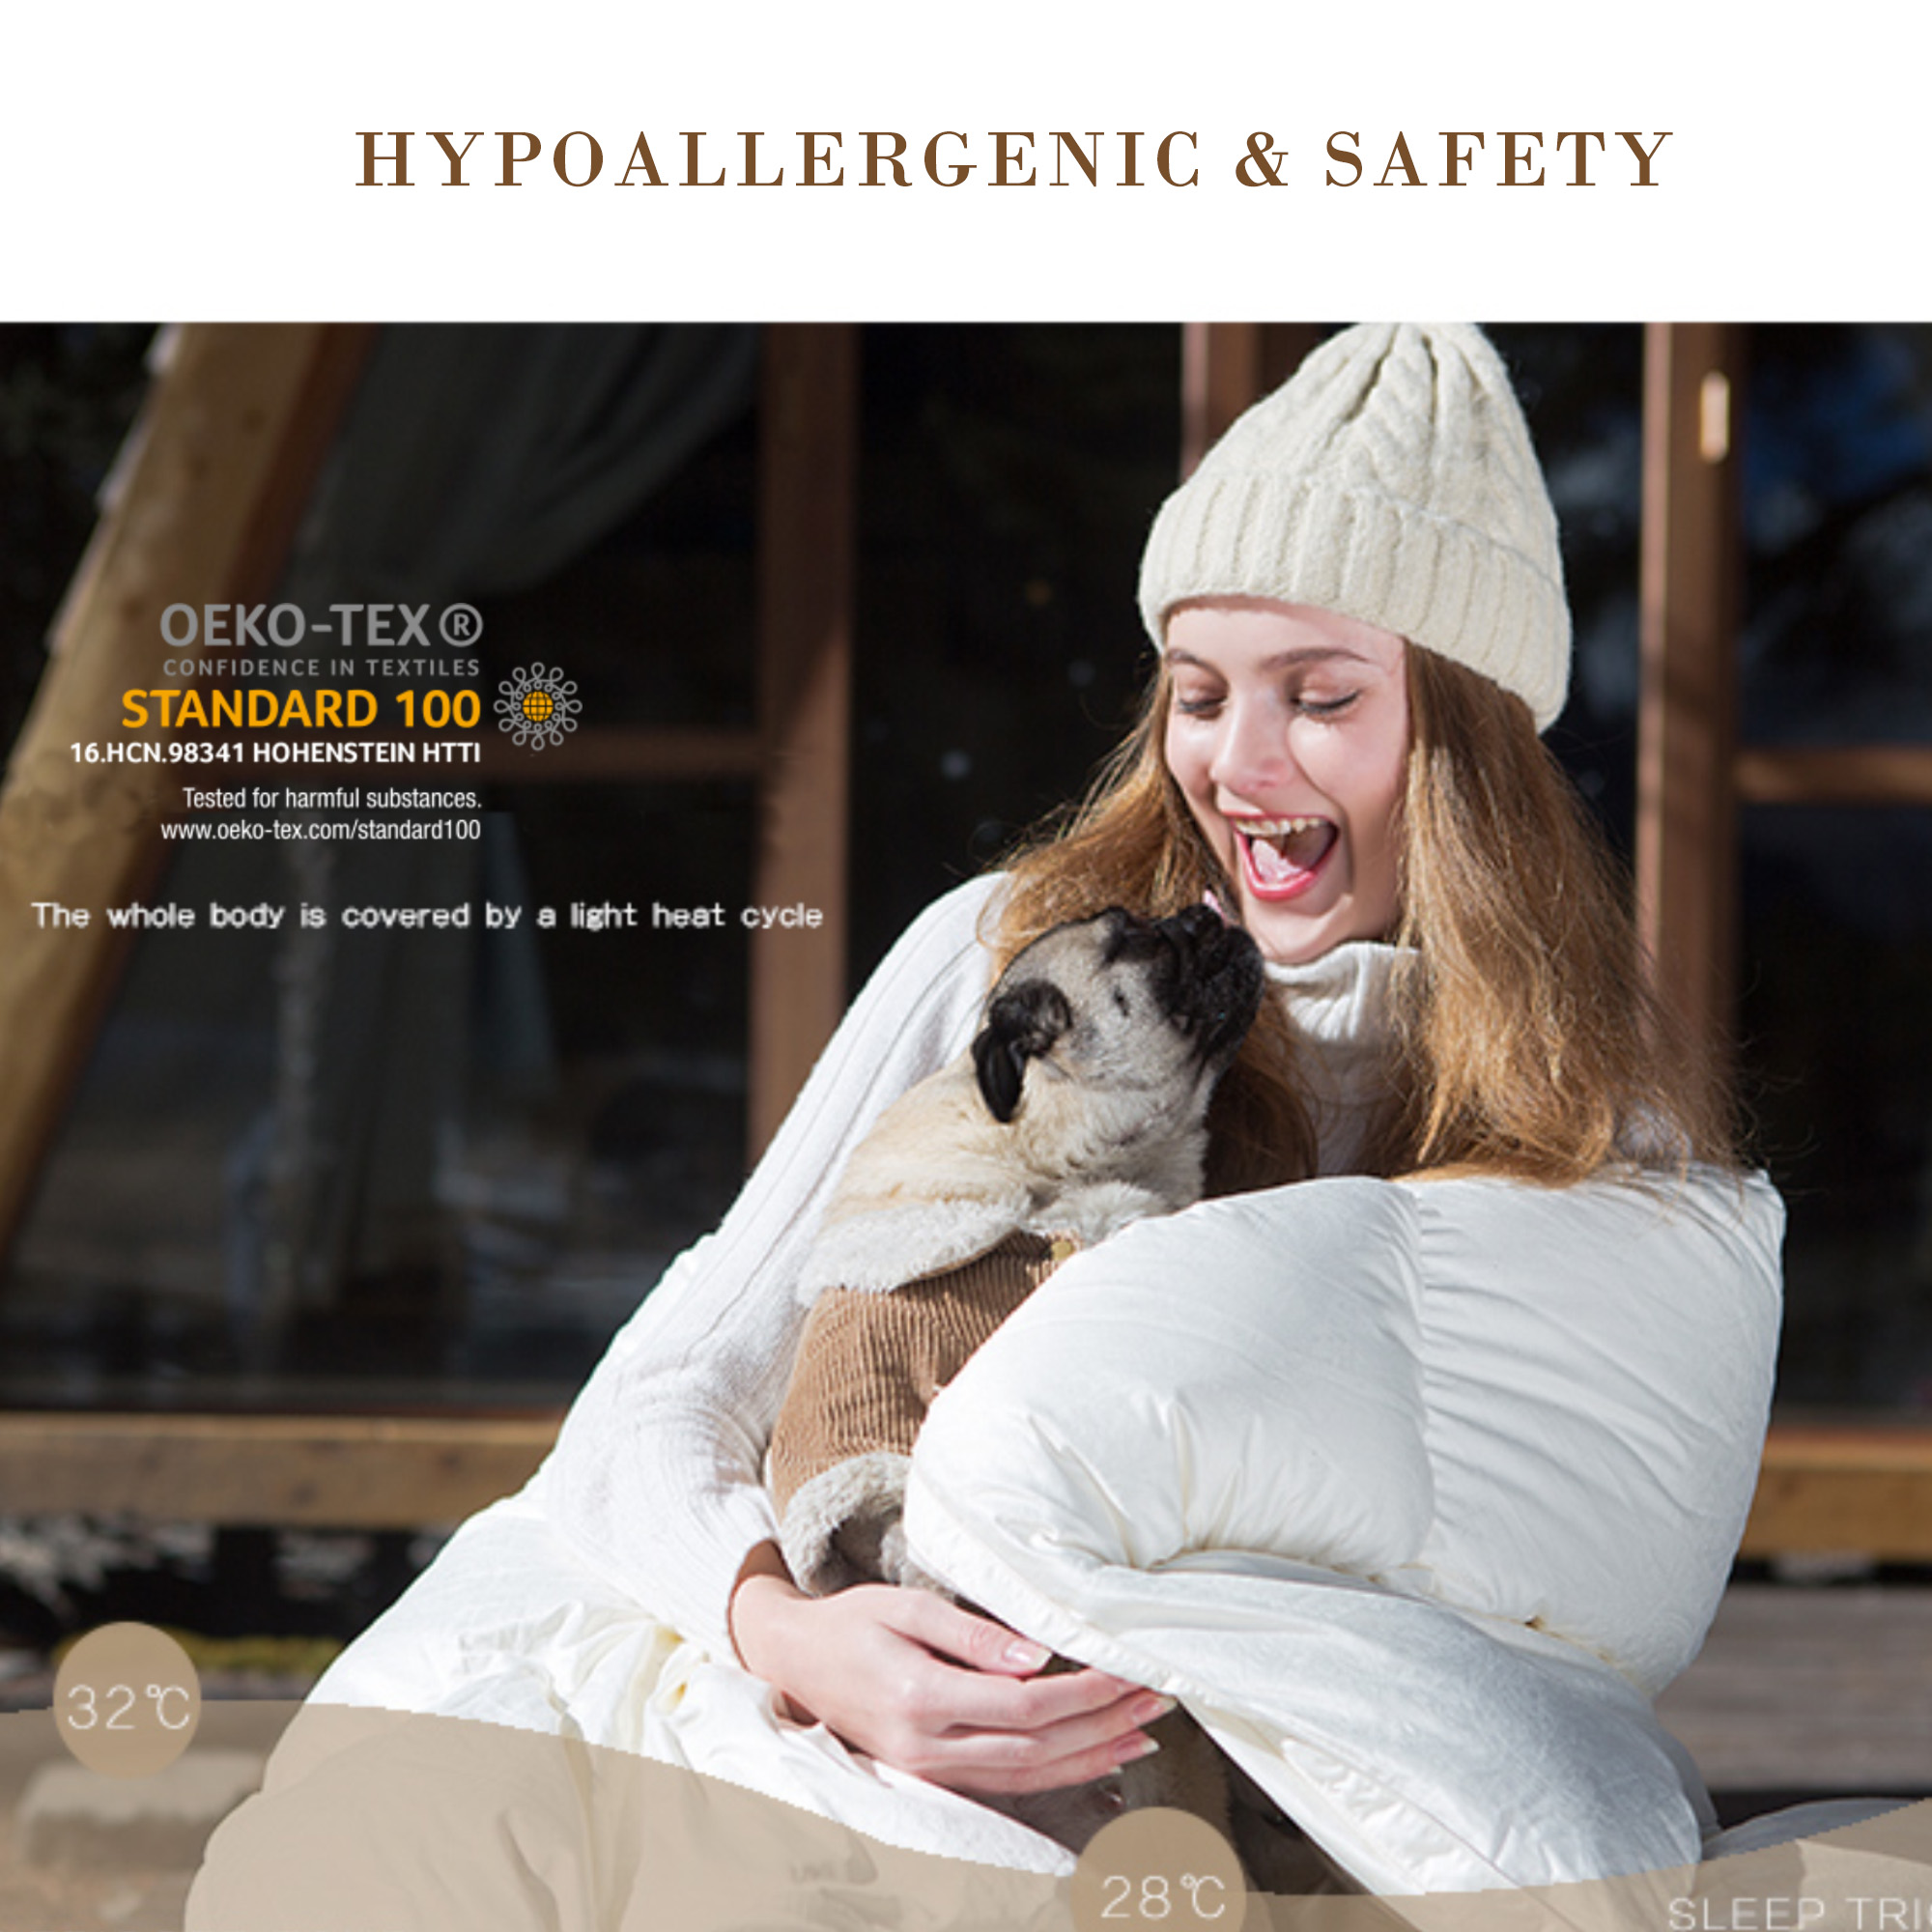 HYPOALLERGENIC & SAFETY
OEKO-TEX®
CONFIDENCE IN TEXTILES
STANDARD 100
16.HCN.98341 HOHENSTEIN HTTI
Tested for harmful substances.
www.oeko-tex.com/standard100
The whole body is covered by a light heat cycle
32℃
28℃
SLEEP TRI